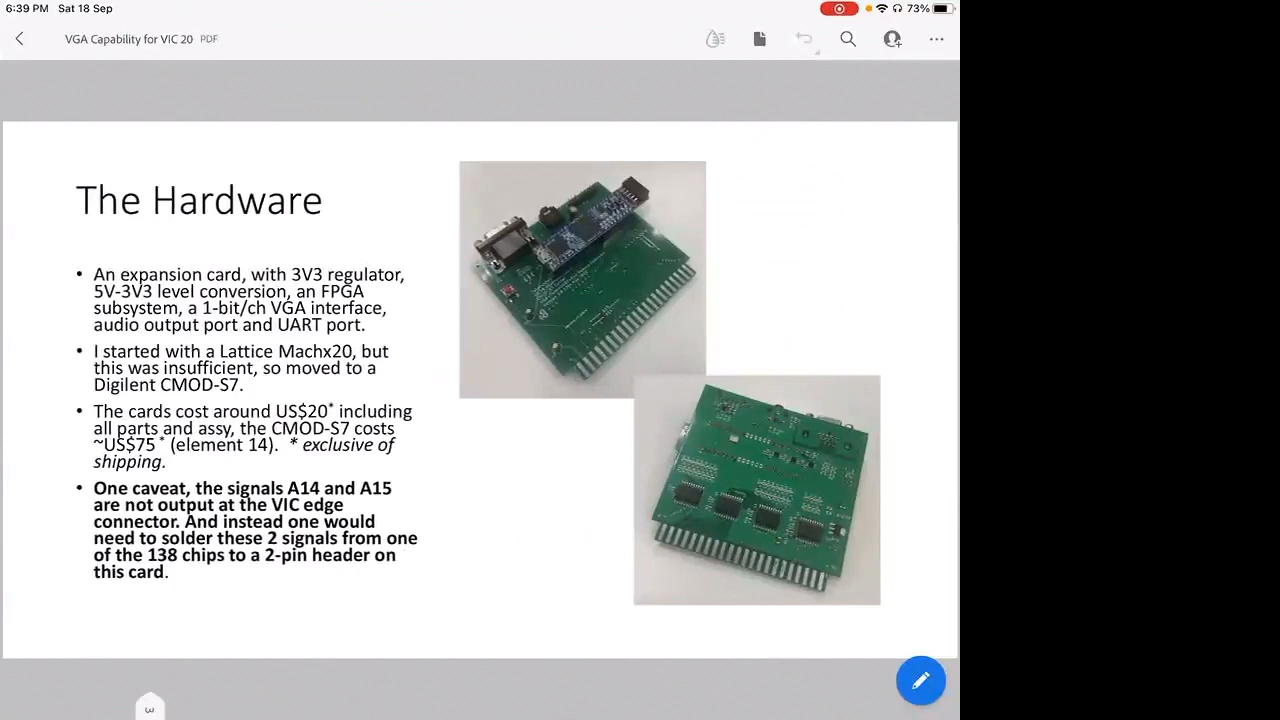 6:39 PM Sat 18 Sep
73%
VGA Capability for VIC 20 PDF
The Hardware
• An expansion card, with 3V3 regulator,
5V-3V3 level conversion, an FPGA
subsystem, a 1-bit/ch VGA interface,
audio output port and UART port.
• I started with a Lattice Machx20, but
this was insufficient, so moved to a
Digilent CMOD-S7.
• The cards cost around US$20* including
all parts and assy, the CMOD-S7 costs
~US$75* (element 14). * exclusive of
shipping.
• One caveat, the signals A14 and A15
are not output at the VIC edge
connector. And instead one would
need to solder these 2 signals from one
of the 138 chips to a 2-pin header on
this card.
3